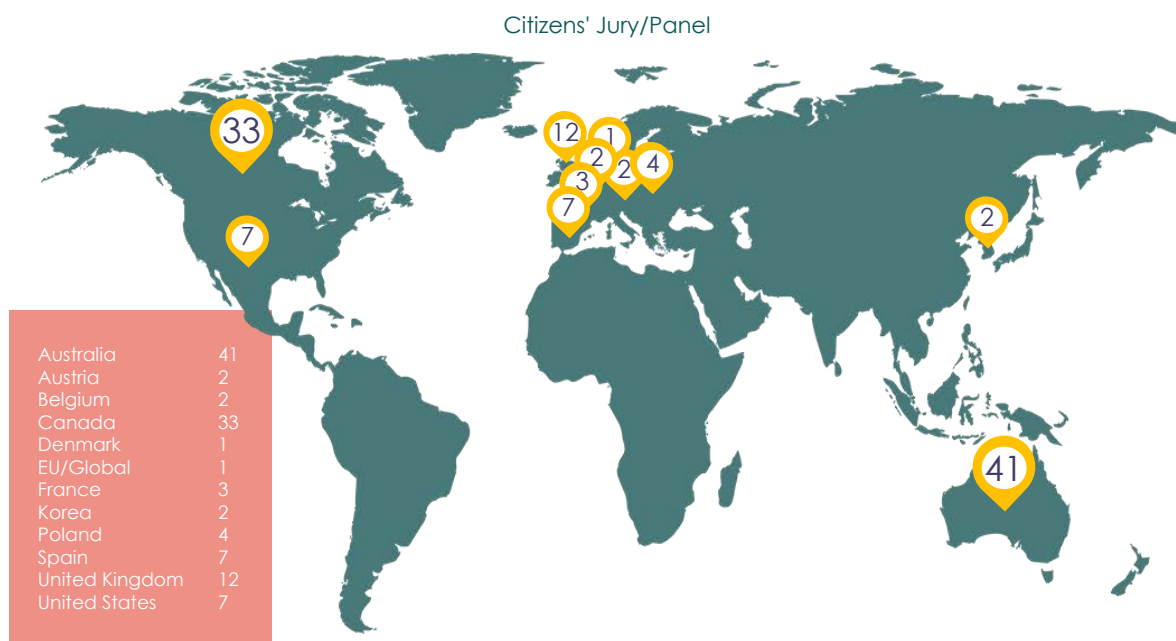 Citizens' Jury/Panel
33
12
1
2
2
4
3
7
7
2
41
Australia 41
Austria 2
Belgium 2
Canada 33
Denmark 1
EU/Global 1
France 3
Korea 2
Poland 4
Spain 7
United Kingdom 12
United States 7